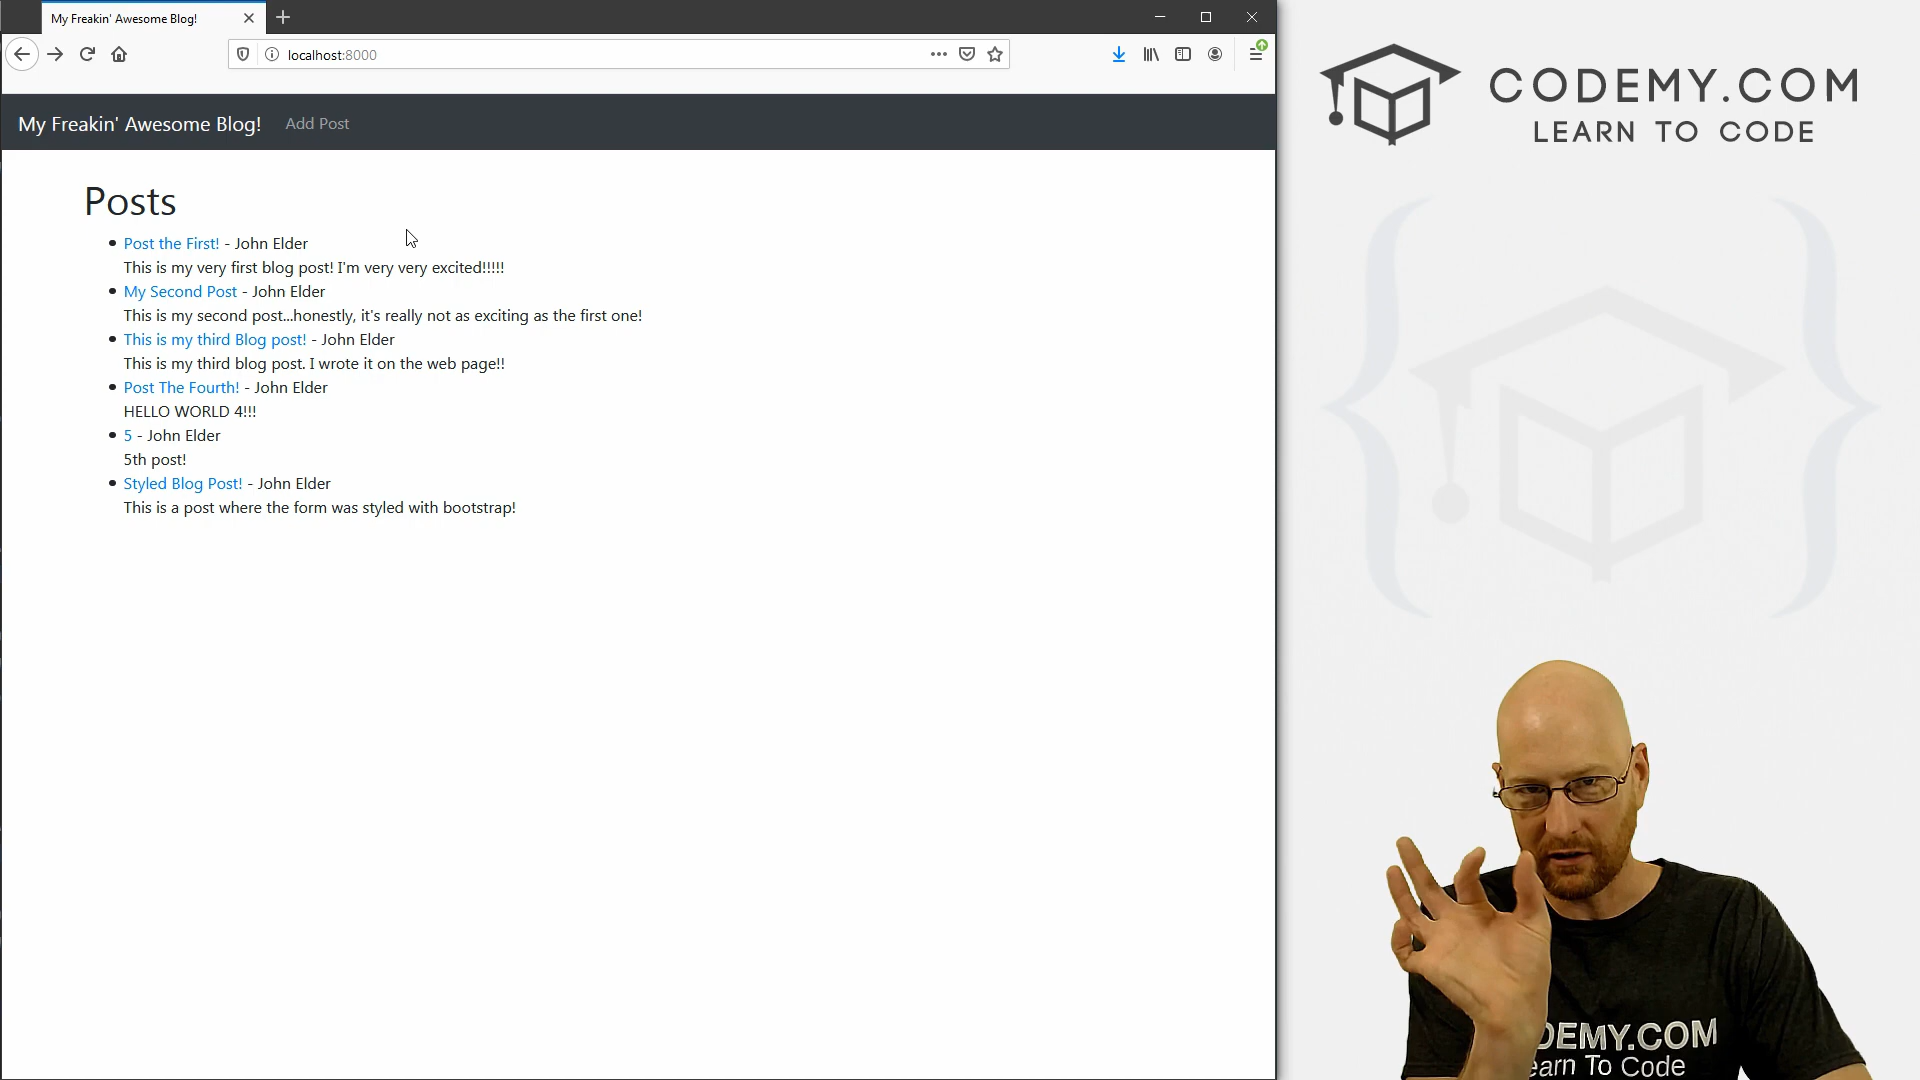 My Freakin' Awesome Blog!
localhost:8000
My Freakin' Awesome Blog! Add Post
Posts
Post the First! - John Elder
This is my very first blog post! I'm very very excited!!!!!
My Second Post - John Elder
This is my second post...honestly, it's really not as exciting as the first one!
This is my third Blog post! - John Elder
This is my third blog post. I wrote it on the web page!!
Post The Fourth! - John Elder
HELLO WORLD 4!!!
5 - John Elder
5th post!
Styled Blog Post! - John Elder
This is a post where the form was styled with bootstrap!
CODEMY.COM
LEARN TO CODE
ODEMY.COM
earn To Code